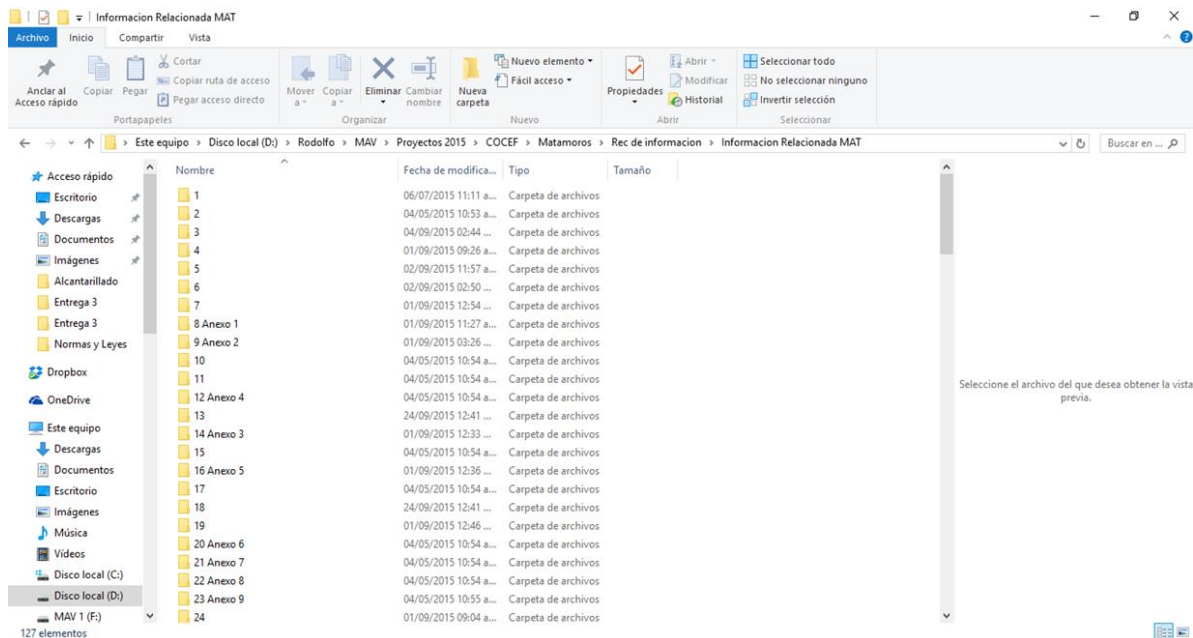 Informacion Relacionada MAT
Archivo Inicio Compartir Vista
Anclar al Acceso rápido
Copiar
Pegar
Cortar
Copiar ruta de acceso
Pegar acceso directo
Portapapeles
Mover a
Copiar a
Eliminar
Cambiar nombre
Organizar
Nueva carpeta
Nuevo elemento
Fácil acceso
Nuevo
Propiedades
Abrir
Modificar
Historial
Abrir
Seleccionar todo
No seleccionar ninguno
Invertir selección
Seleccionar
Este equipo > Disco local (D:) > Rodolfo > MAV > Proyectos 2015 > COCEF > Matamoros > Rec de informacion > Informacion Relacionada MAT
Buscar en ...
Acceso rápido
Escritorio
Descargas
Documentos
Imágenes
Alcantarillado
Entrega 3
Entrega 3
Normas y Leyes
Dropbox
OneDrive
Este equipo
Descargas
Documentos
Escritorio
Imágenes
Música
Vídeos
Disco local (C:)
Disco local (D:)
MAV 1 (F:)
Nombre Fecha de modifica... Tipo Tamaño
1 06/07/2015 11:11 a... Carpeta de archivos
2 04/05/2015 10:53 a... Carpeta de archivos
3 04/09/2015 02:44 ... Carpeta de archivos
4 01/09/2015 09:26 a... Carpeta de archivos
5 02/09/2015 11:57 a... Carpeta de archivos
6 02/09/2015 02:50 ... Carpeta de archivos
7 01/09/2015 12:54 ... Carpeta de archivos
8 Anexo 1 01/09/2015 11:27 a... Carpeta de archivos
9 Anexo 2 01/09/2015 03:26 ... Carpeta de archivos
10 04/05/2015 10:54 a... Carpeta de archivos
11 04/05/2015 10:54 a... Carpeta de archivos
12 Anexo 4 04/05/2015 10:54 a... Carpeta de archivos
13 24/09/2015 12:41 ... Carpeta de archivos
14 Anexo 3 01/09/2015 12:33 ... Carpeta de archivos
15 04/05/2015 10:54 a... Carpeta de archivos
16 Anexo 5 01/09/2015 12:36 ... Carpeta de archivos
17 04/05/2015 10:54 a... Carpeta de archivos
18 24/09/2015 12:41 ... Carpeta de archivos
19 01/09/2015 12:46 ... Carpeta de archivos
20 Anexo 6 04/05/2015 10:54 a... Carpeta de archivos
21 Anexo 7 04/05/2015 10:54 a... Carpeta de archivos
22 Anexo 8 04/05/2015 10:54 a... Carpeta de archivos
23 Anexo 9 04/05/2015 10:55 a... Carpeta de archivos
24 01/09/2015 09:04 a... Carpeta de archivos
Seleccione el archivo del que desea obtener la vista
previa.
127 elementos